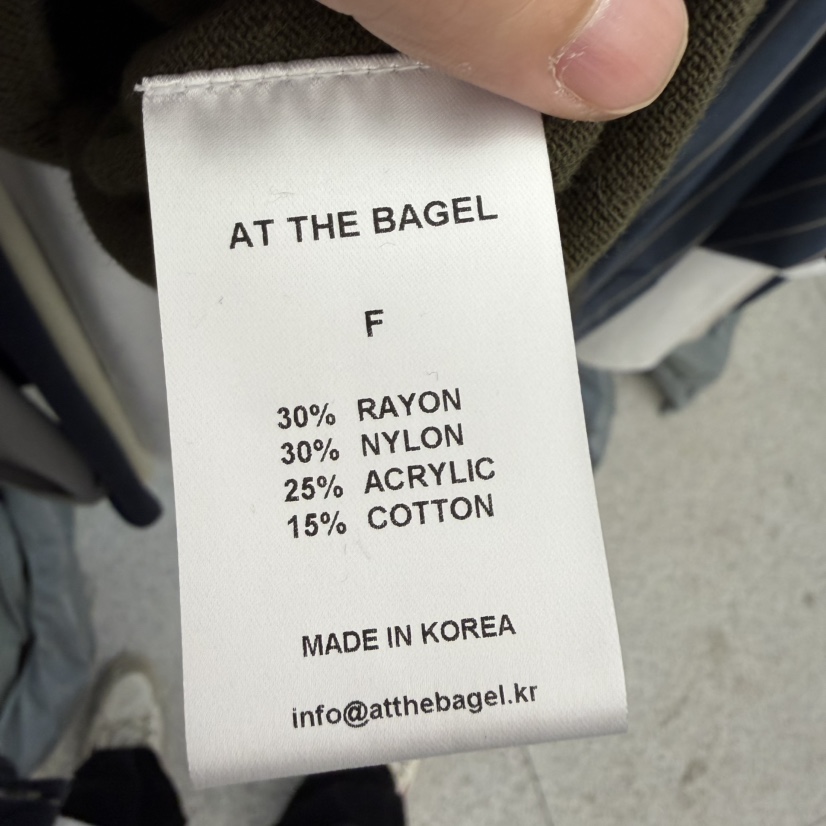 AT THE BAGEL
F
30% RAYON
30% NYLON
25% ACRYLIC
15% COTTON
MADE IN KOREA
info@atthebagel.kr